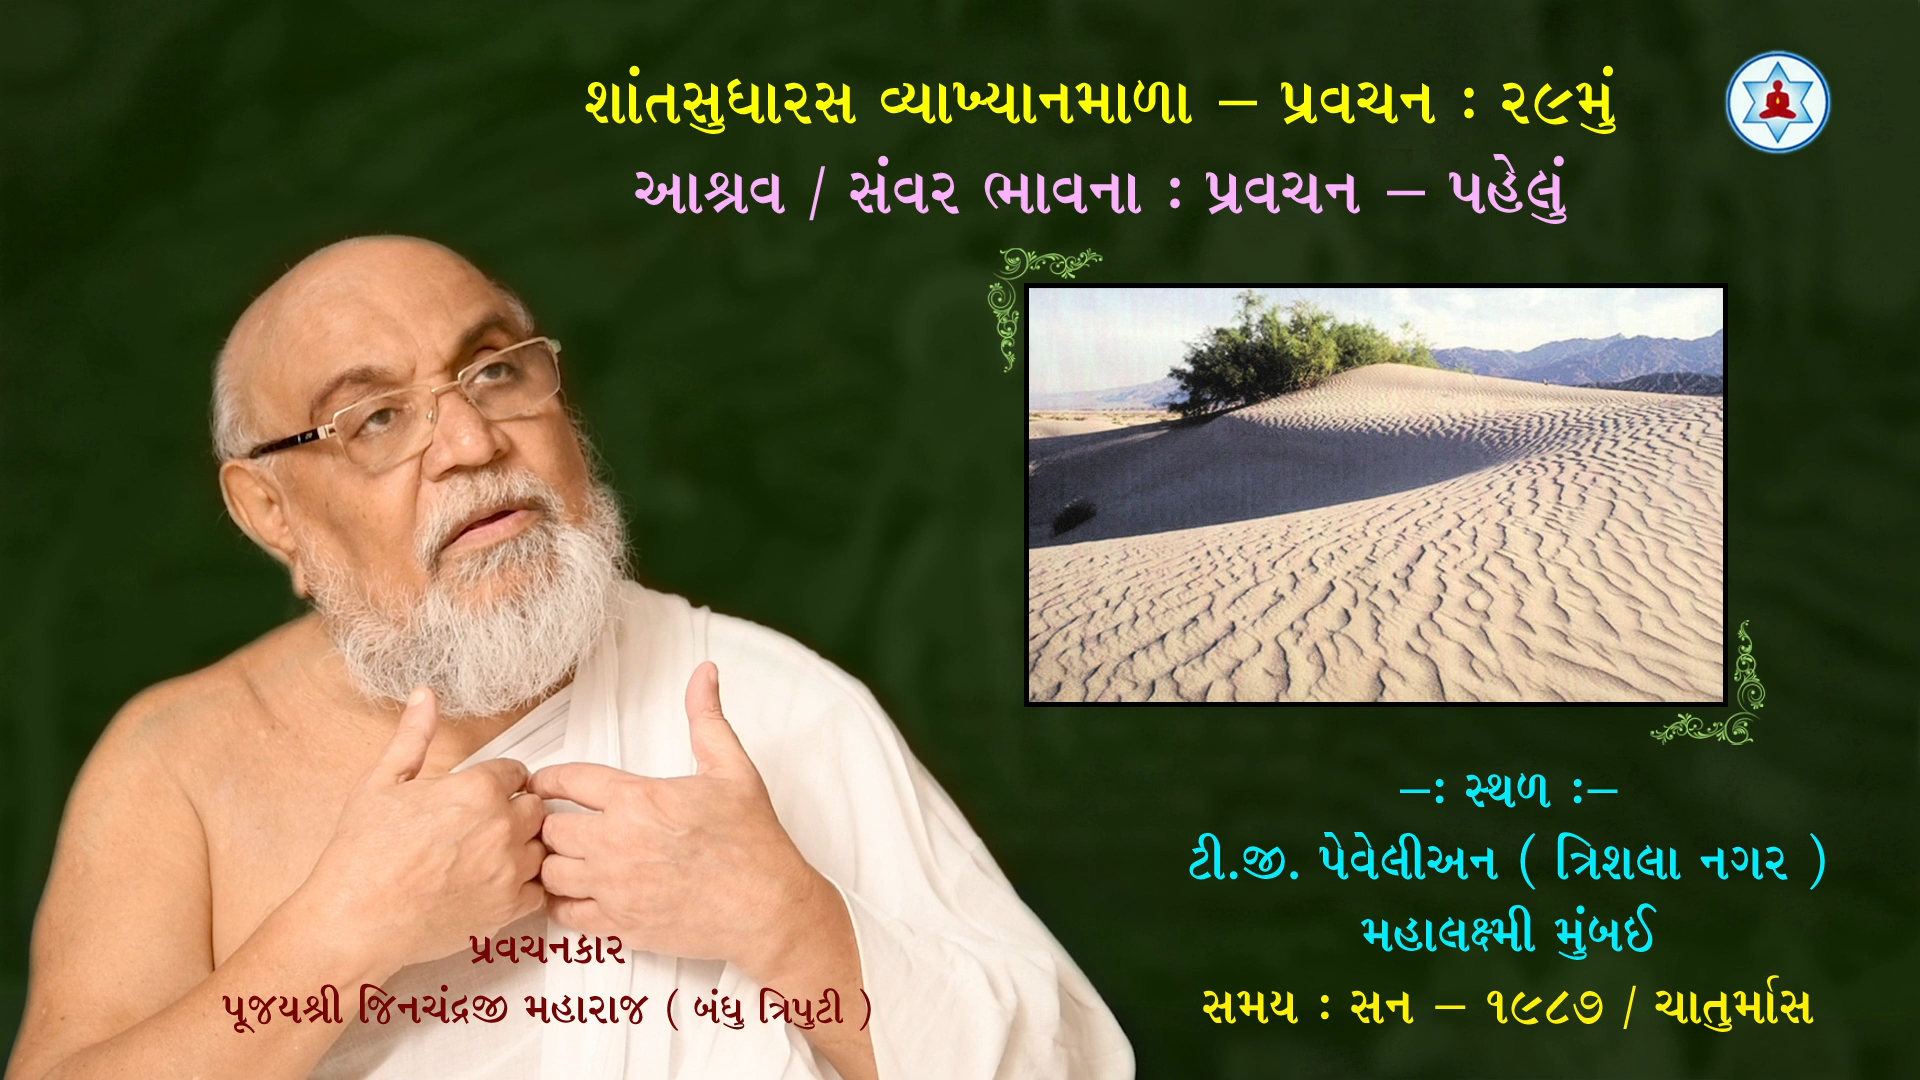 શાંતસુધારસ વ્યાખ્યાનમાળા – પ્રવચન : ૨૯મું
આશ્રવ / સંવર ભાવના : પ્રવચન – પહેલું
–: સ્થળ :–
ટી.જી. પેવેલીઅન ( ત્રિશલા નગર )
મહાલક્ષ્મી મુંબઈ
સમય : સન – ૧૯૮૭ / ચાતુર્માસ
પ્રવચનકાર
પૂજયશ્રી જિનચંદ્રજી મહારાજ ( બંધુ ત્રિપુટી )